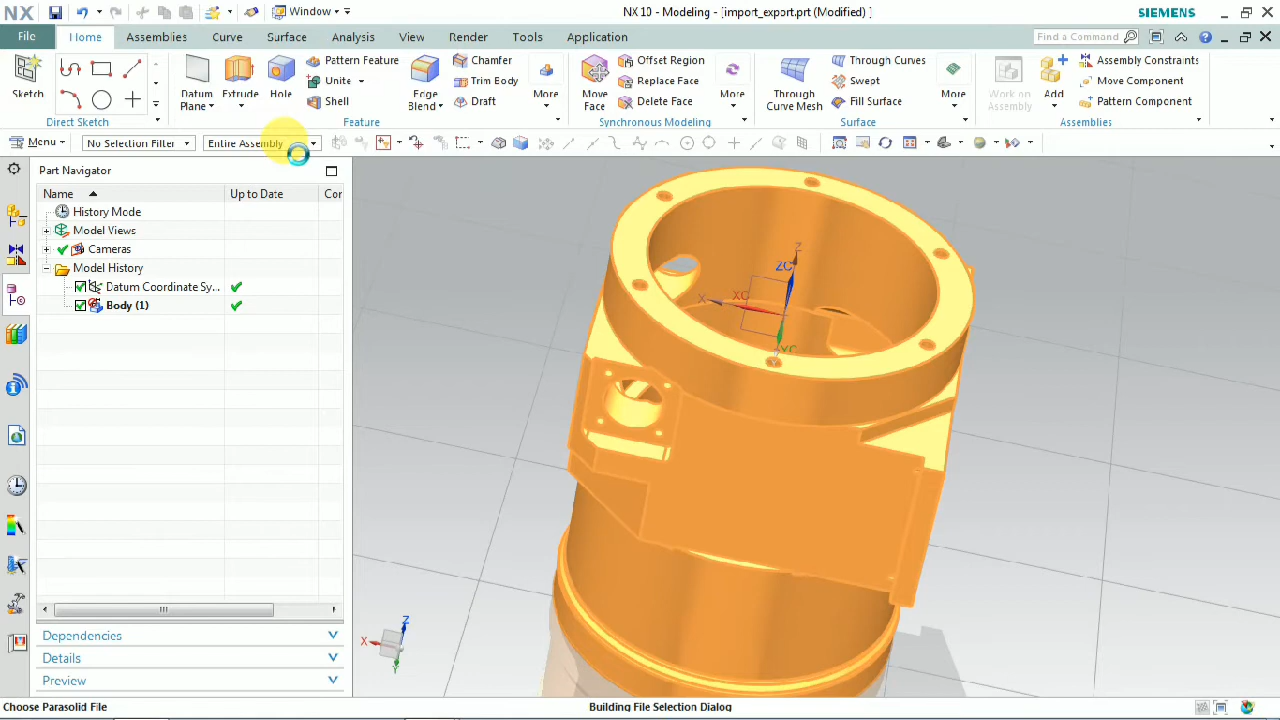 NX
Window
NX 10 - Modeling - [import_export.prt (Modified) ]
SIEMENS
File
Home
Assemblies
Curve
Surface
Analysis
View
Render
Tools
Application
Find a Command
Sketch
Direct Sketch
Datum Plane
Extrude
Hole
Pattern Feature
Unite
Shell
Edge Blend
Chamfer
Trim Body
Draft
More
Feature
Move Face
Offset Region
Replace Face
Delete Face
More
Synchronous Modeling
Through Curve Mesh
Through Curves
Swept
Fill Surface
More
Surface
Work on Assembly
Add
Assembly Constraints
Move Component
Pattern Component
Assemblies
Menu
No Selection Filter
Entire Assembly
Part Navigator
Name
Up to Date
Cor
History Mode
Model Views
Cameras
Model History
Datum Coordinate Sy...
Body (1)
Dependencies
Details
Preview
Z
ZC
X
XC
YC
Y
Z
X
Y
Choose Parasolid File
Building File Selection Dialog